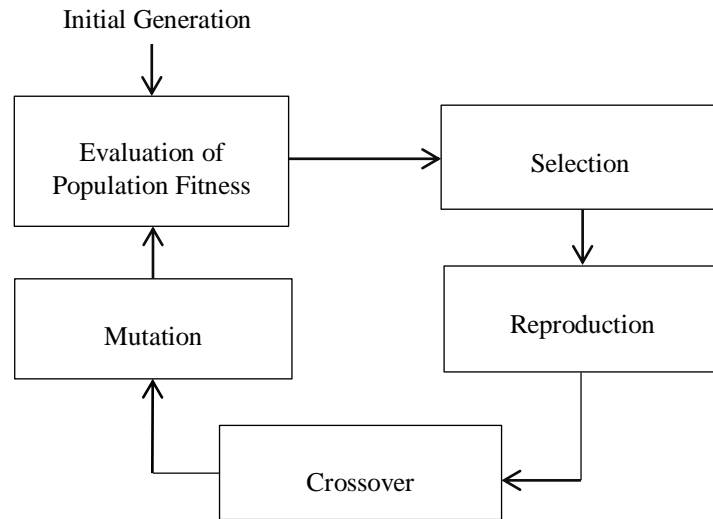 Initial Generation
Evaluation of
Population Fitness
Selection
Reproduction
Crossover
Mutation